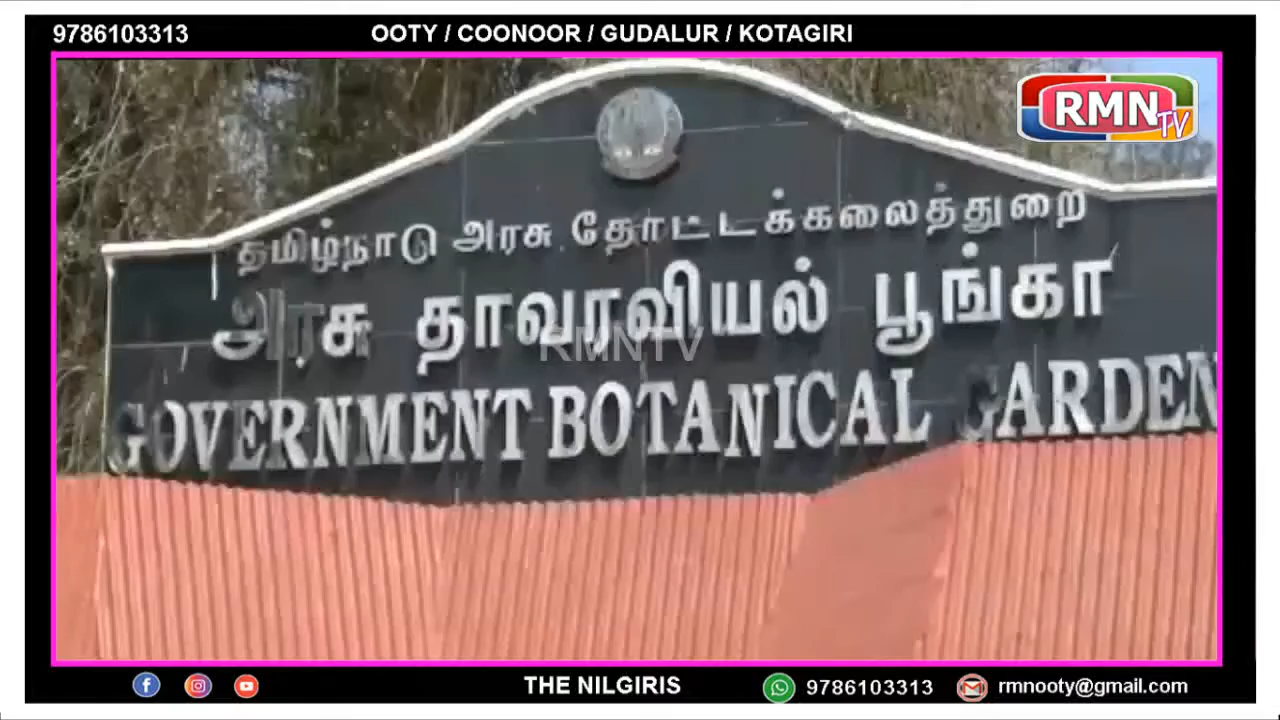 9786103313
OOTY / COONOOR / GUDALUR / KOTAGIRI
RMN
TV
தமிழ்நாடு அரசு தோட்டக்கலைத்துறை
அரசு தாவரவியல் பூங்கா
RMNTV
GOVERNMENT BOTANICAL GARDEN
THE NILGIRIS
9786103313
rmnooty@gmail.com